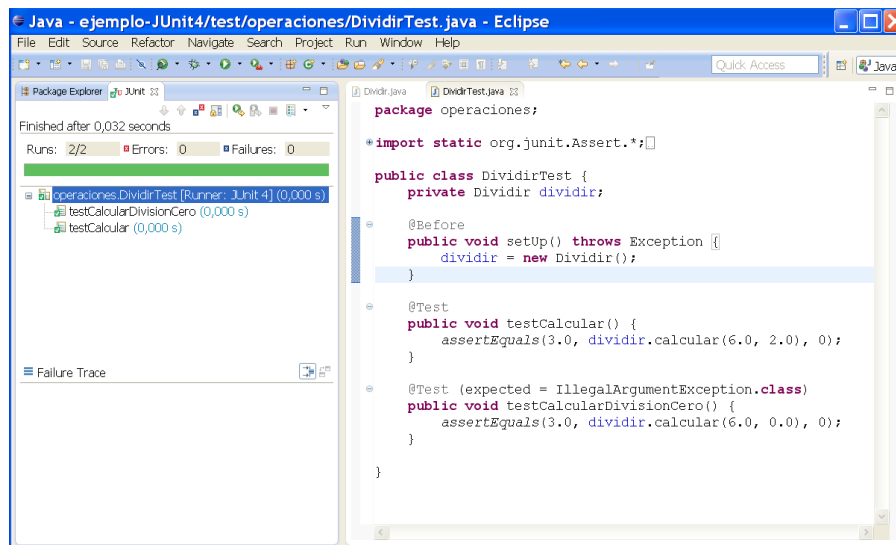 Java - ejemplo-JUnit4/test/operaciones/DividirTest.java - Eclipse
File Edit Source Refactor Navigate Search Project Run Window Help
Quick Access Java
Package Explorer JUnit
Finished after 0,032 seconds
Runs: 2/2 Errors: 0 Failures: 0
operaciones.DividirTest [Runner: JUnit 4] (0,000 s)
testCalcularDivisionCero (0,000 s)
testCalcular (0,000 s)
Failure Trace
Dividir.java DividirTest.java
package operaciones;
import static org.junit.Assert.*;
public class DividirTest {
private Dividir dividir;
@Before
public void setUp() throws Exception {
dividir = new Dividir();
}
@Test
public void testCalcular() {
assertEquals(3.0, dividir.calcular(6.0, 2.0), 0);
}
@Test (expected = IllegalArgumentException.class)
public void testCalcularDivisionCero() {
assertEquals(3.0, dividir.calcular(6.0, 0.0), 0);
}
}